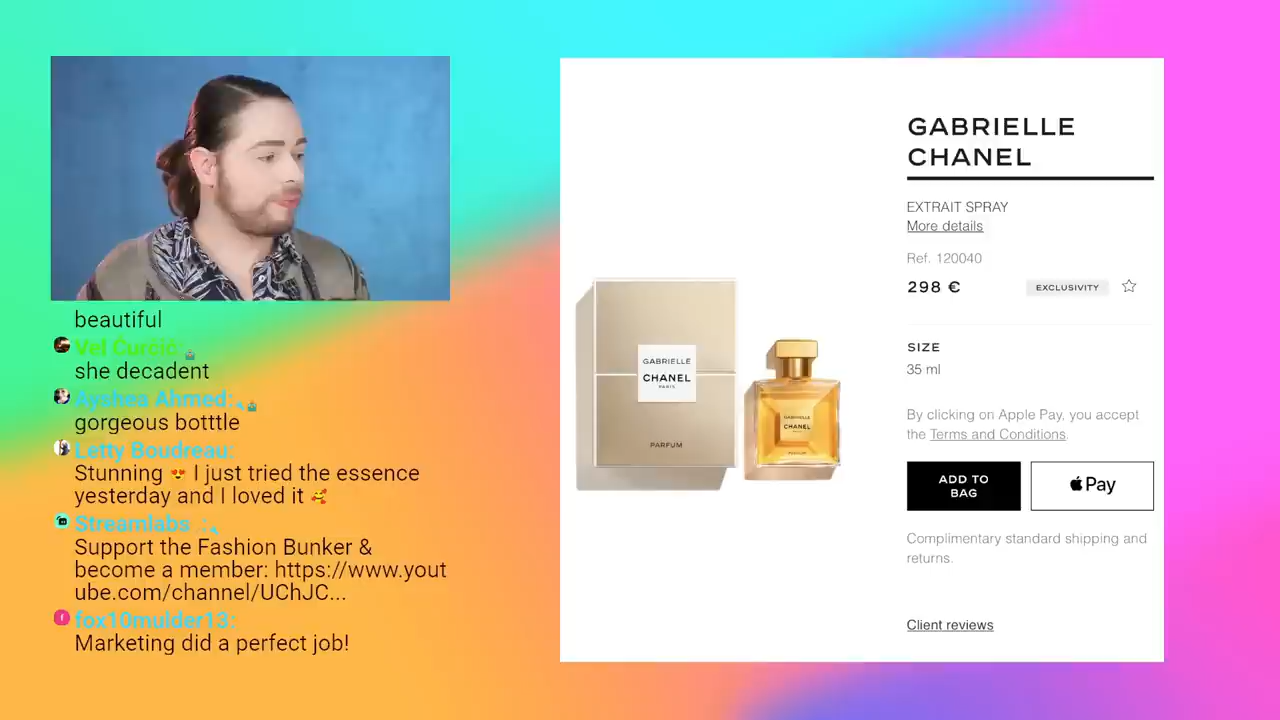 beautiful
Vel Ćurčić:
she decadent
Ayshea Ahmed:
gorgeous botttle
Letty Boudreau:
Stunning 😍 I just tried the essence
yesterday and I loved it 🥰
Streamlabs :
Support the Fashion Bunker &
become a member: https://www.yout
ube.com/channel/UChJC...
fox10mulder13:
Marketing did a perfect job!
GABRIELLE
CHANEL
PARIS
PARFUM
GABRIELLE
CHANEL
PARFUM
GABRIELLE
CHANEL
EXTRAIT SPRAY
More details
Ref. 120040
298 €
EXCLUSIVITY
SIZE
35 ml
By clicking on Apple Pay, you accept
the Terms and Conditions.
ADD TO
BAG
Pay
Complimentary standard shipping and
returns.
Client reviews